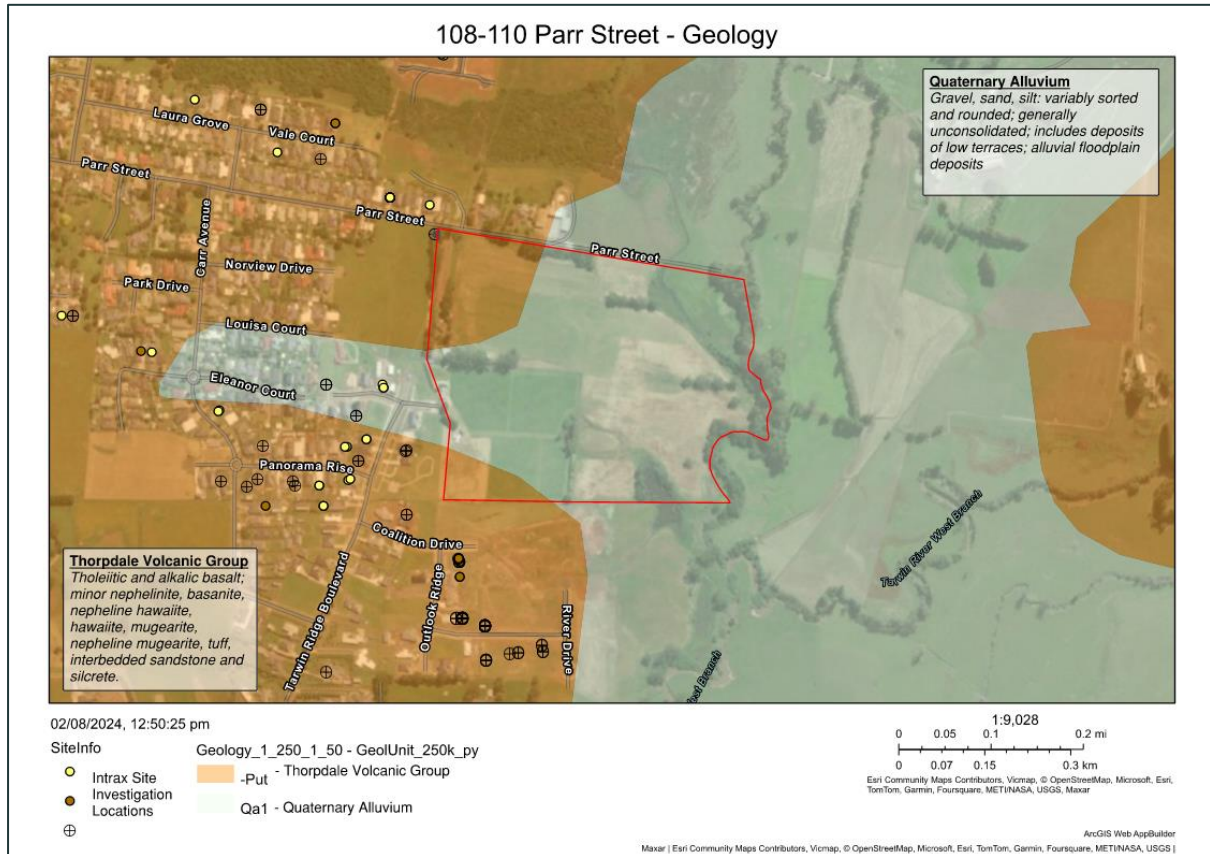 108-110 Parr Street - Geology
Quaternary Alluvium
Gravel, sand, silt: variably sorted
and rounded; generally
unconsolidated; includes deposits
of low terraces; alluvial floodplain
deposits
Laura Grove
Vale Court
Parr Street
Parr Street
Parr Street
Carr Avenue
Norview Drive
Park Drive
Louisa Court
Eleanor Court
Panorama Rise
Coalition Drive
Tarwin Ridge Boulevard
Outlook Ridge
River Drive
Tarwin River West Branch
est Branch
Thorpdale Volcanic Group
Tholeiitic and alkalic basalt;
minor nephelinite, basanite,
nepheline hawaiite,
hawaiite, mugearite,
nepheline mugearite, tuff,
interbedded sandstone and
silcrete.
02/08/2024, 12:50:25 pm
SiteInfo
Intrax Site
Investigation
Locations
Geology_1_250_1_50 - GeolUnit_250k_py
-Put - Thorpdale Volcanic Group
Qa1 - Quaternary Alluvium
1:9,028
0 0.05 0.1 0.2 mi
0 0.07 0.15 0.3 km
Esri Community Maps Contributors, Vicmap, © OpenStreetMap, Microsoft, Esri,
TomTom, Garmin, Foursquare, METI/NASA, USGS, Maxar
ArcGIS Web AppBuilder
Maxar | Esri Community Maps Contributors, Vicmap, © OpenStreetMap, Microsoft, Esri, TomTom, Garmin, Foursquare, METI/NASA, USGS |